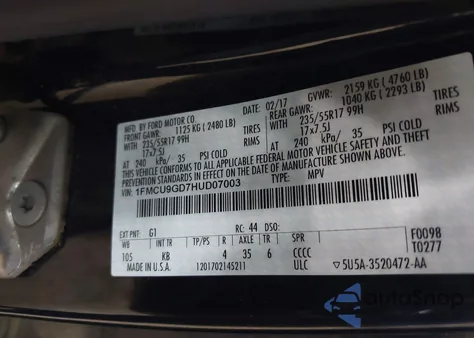 MFD. BY FORD MOTOR CO.
DATE: 02/17 GVWR: 2159 KG ( 4760 LB)
FRONT GAWR: 1125 KG ( 2480 LB) REAR GAWR: 1040 KG ( 2293 LB)
WITH 235/55R17 99H TIRES WITH 235/55R17 99H TIRES
17x7.5J RIMS 17x7.5J RIMS
AT 240 kPa/ 35 PSI COLD AT 240 kPa/ 35 PSI COLD
THIS VEHICLE CONFORMS TO ALL APPLICABLE FEDERAL MOTOR VEHICLE SAFETY
STANDARDS IN EFFECT ON THE DATE OF MANUFACTURE SHOWN ABOVE.
VIN: 1FMCU9GD7HUD07003
TYPE: MPV
EXT PNT: G1 RC: 44 DSO: F0098
WB INT TR TP/PS R AXLE TR SPR T0277
105 KB 4 35 6 CCCC
MADE IN U.S.A. 1201702145211 ULC 5U5A-3520472-AA
AutoSnap